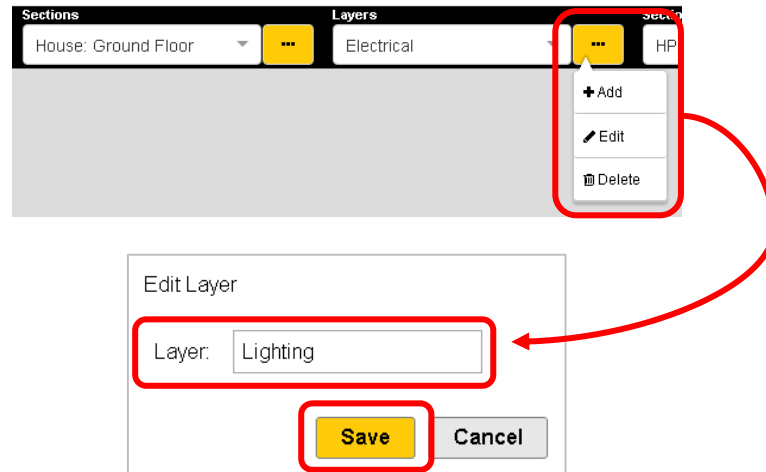 Sections Layers
House: Ground Floor ... Electrical ... HP
Add
Edit
Delete
Edit Layer
Layer: Lighting
Save Cancel